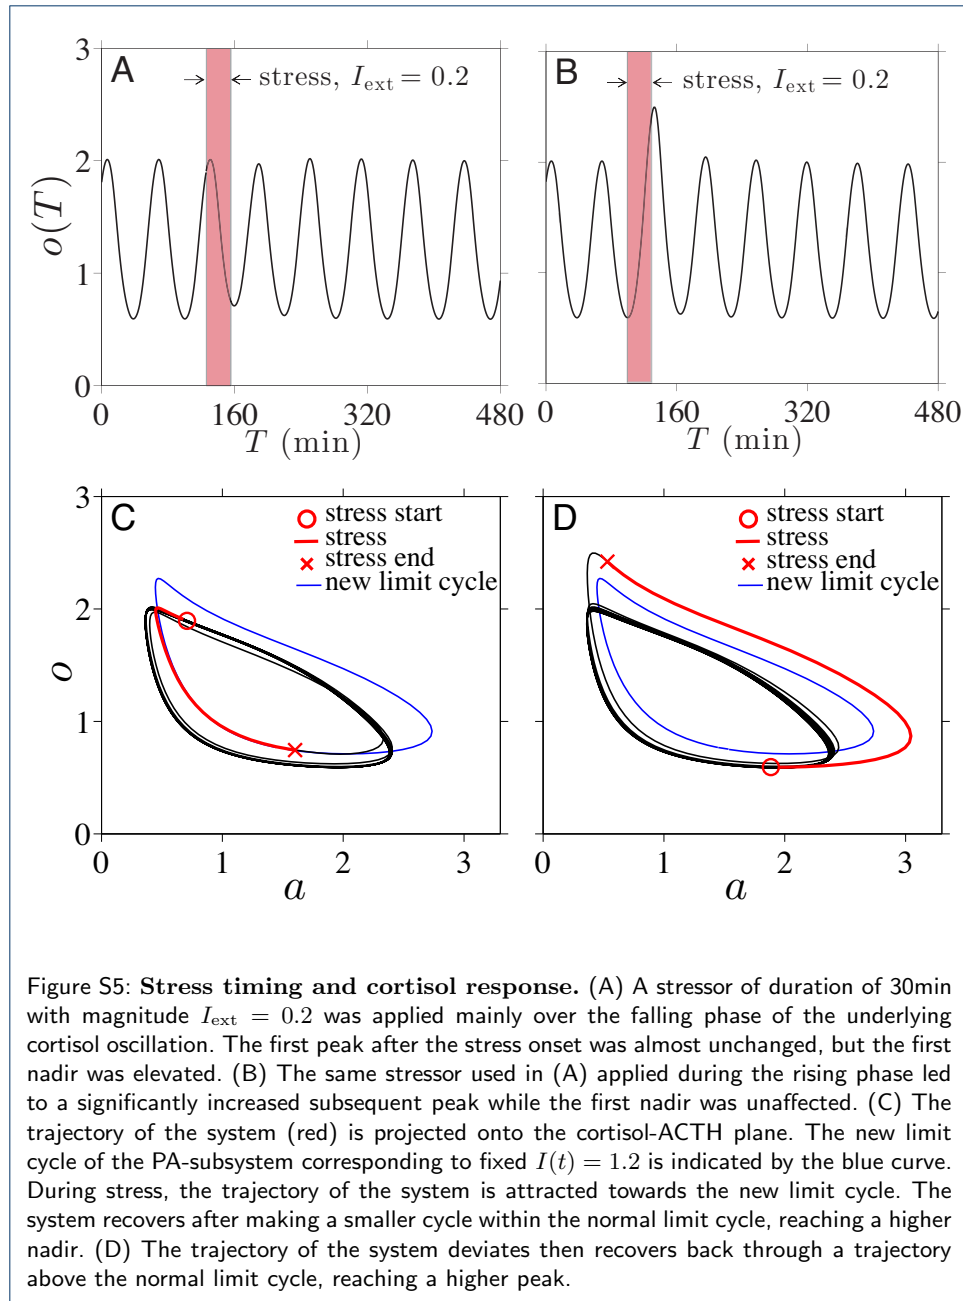 3
A
stress, I_ext = 0.2
B
stress, I_ext = 0.2
2
o(T)
1
0
0 160 320 480
T (min)
0 160 320 480
T (min)
3
C
stress start
stress
stress end
new limit cycle
D
stress start
stress
stress end
new limit cycle
2
o
1
0
0 1 2 3
a
0 1 2 3
a
Figure S5: Stress timing and cortisol response. (A) A stressor of duration of 30min
with magnitude I_ext = 0.2 was applied mainly over the falling phase of the underlying
cortisol oscillation. The first peak after the stress onset was almost unchanged, but the first
nadir was elevated. (B) The same stressor used in (A) applied during the rising phase led
to a significantly increased subsequent peak while the first nadir was unaffected. (C) The
trajectory of the system (red) is projected onto the cortisol-ACTH plane. The new limit
cycle of the PA-subsystem corresponding to fixed I(t) = 1.2 is indicated by the blue curve.
During stress, the trajectory of the system is attracted towards the new limit cycle. The
system recovers after making a smaller cycle within the normal limit cycle, reaching a higher
nadir. (D) The trajectory of the system deviates then recovers back through a trajectory
above the normal limit cycle, reaching a higher peak.